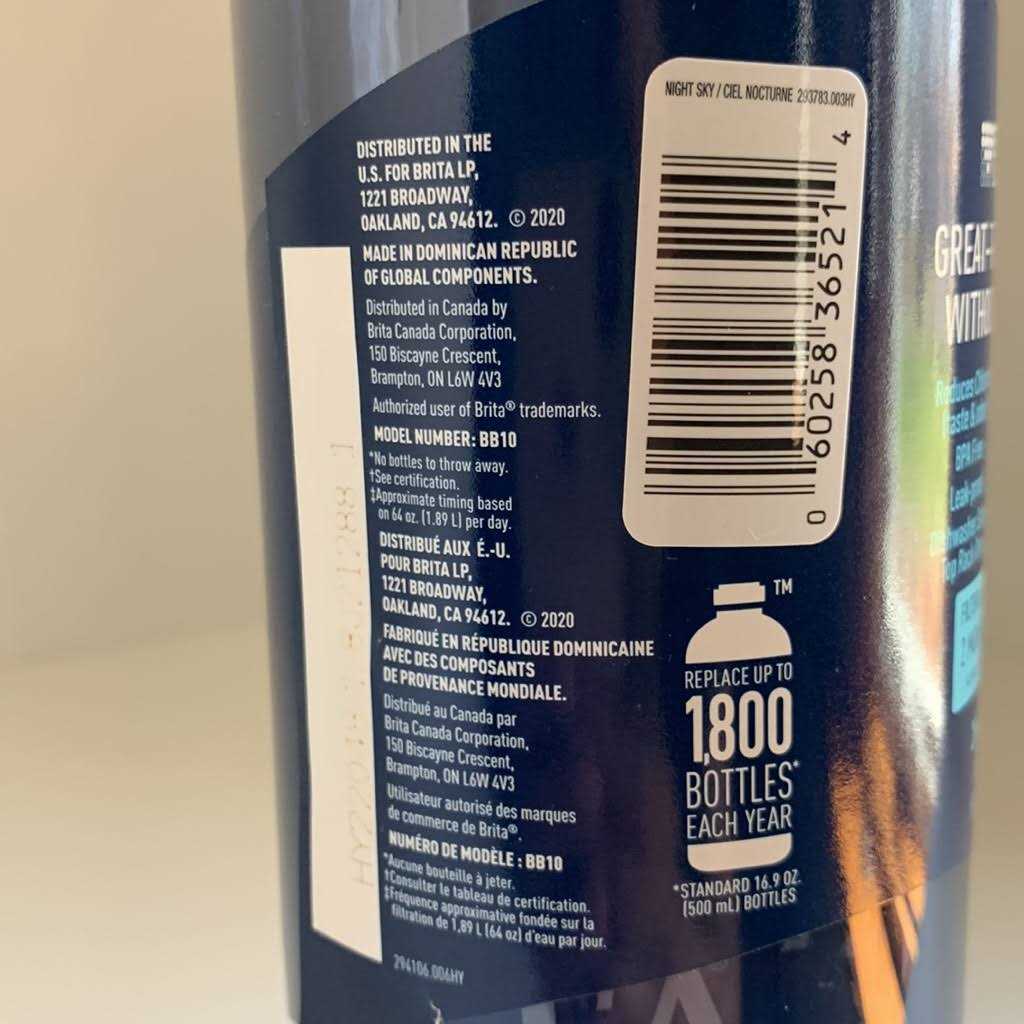 DISTRIBUTED IN THE
U.S. FOR BRITA LP,
1221 BROADWAY,
OAKLAND, CA 94612. © 2020
MADE IN DOMINICAN REPUBLIC
OF GLOBAL COMPONENTS.
Distributed in Canada by
Brita Canada Corporation,
150 Biscayne Crescent,
Brampton, ON L6W 4V3
Authorized user of Brita® trademarks.
MODEL NUMBER: BB10
*No bottles to throw away.
†See certification.
‡Approximate timing based
on 64 oz. (1.89 L) per day.
DISTRIBUÉ AUX É.-U.
POUR BRITA LP,
1221 BROADWAY,
OAKLAND, CA 94612. © 2020
FABRIQUÉ EN RÉPUBLIQUE DOMINICAINE
AVEC DES COMPOSANTS
DE PROVENANCE MONDIALE.
Distribué au Canada par
Brita Canada Corporation,
150 Biscayne Crescent,
Brampton, ON L6W 4V3
Utilisateur autorisé des marques
de commerce de Brita®.
NUMÉRO DE MODÈLE : BB10
*Aucune bouteille à jeter.
†Consulter le tableau de certification.
‡Fréquence approximative fondée sur la
filtration de 1,89 L (64 oz) d'eau par jour.
294106.006HY
NIGHT SKY / CIEL NOCTURNE 293783.003HY
0 60258 36521 4
TM
REPLACE UP TO
1,800
BOTTLES*
EACH YEAR
*STANDARD 16.9 OZ.
(500 mL) BOTTLES
GREAT-
Reduces
taste &